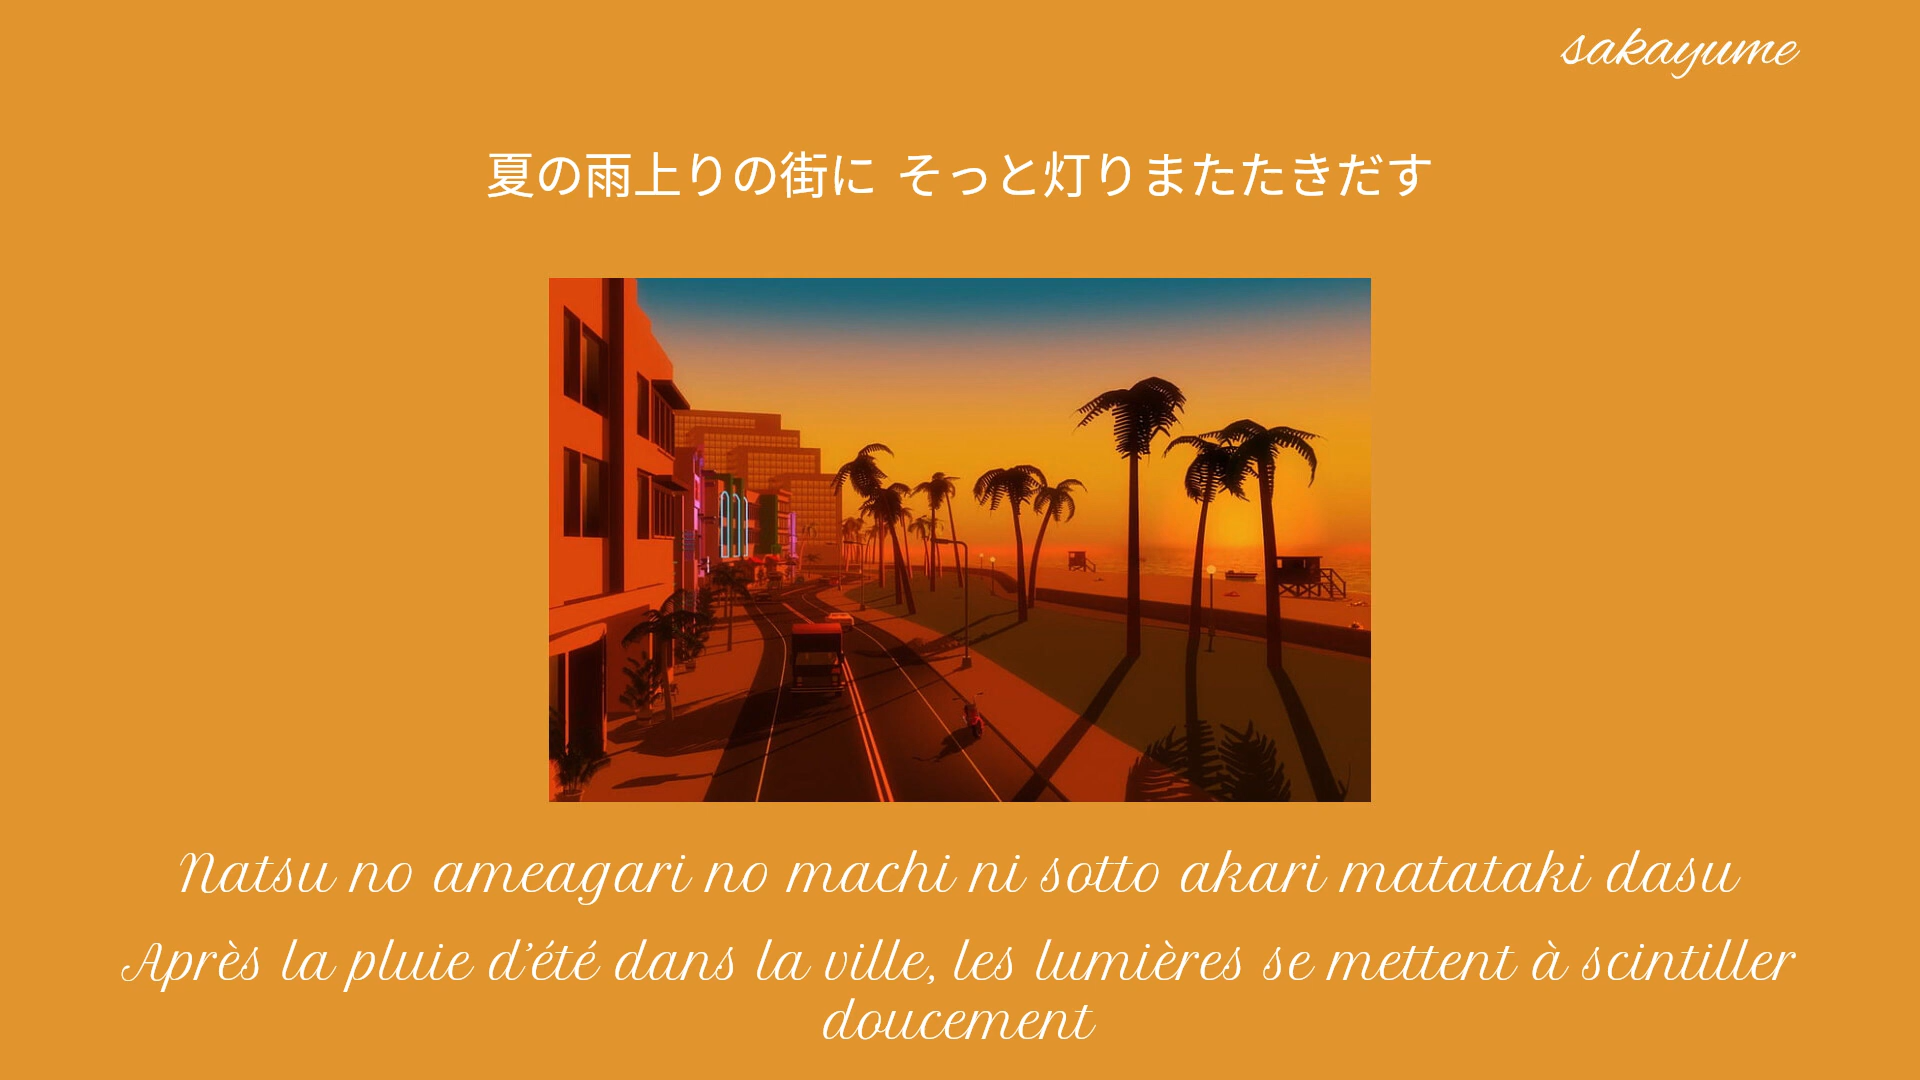 sakayume
夏の雨上りの街に そっと灯りまたたきだす
Natsu no ameagari no machi ni sotto akari matataki dasu
Après la pluie d'été dans la ville, les lumières se mettent à scintiller
doucement